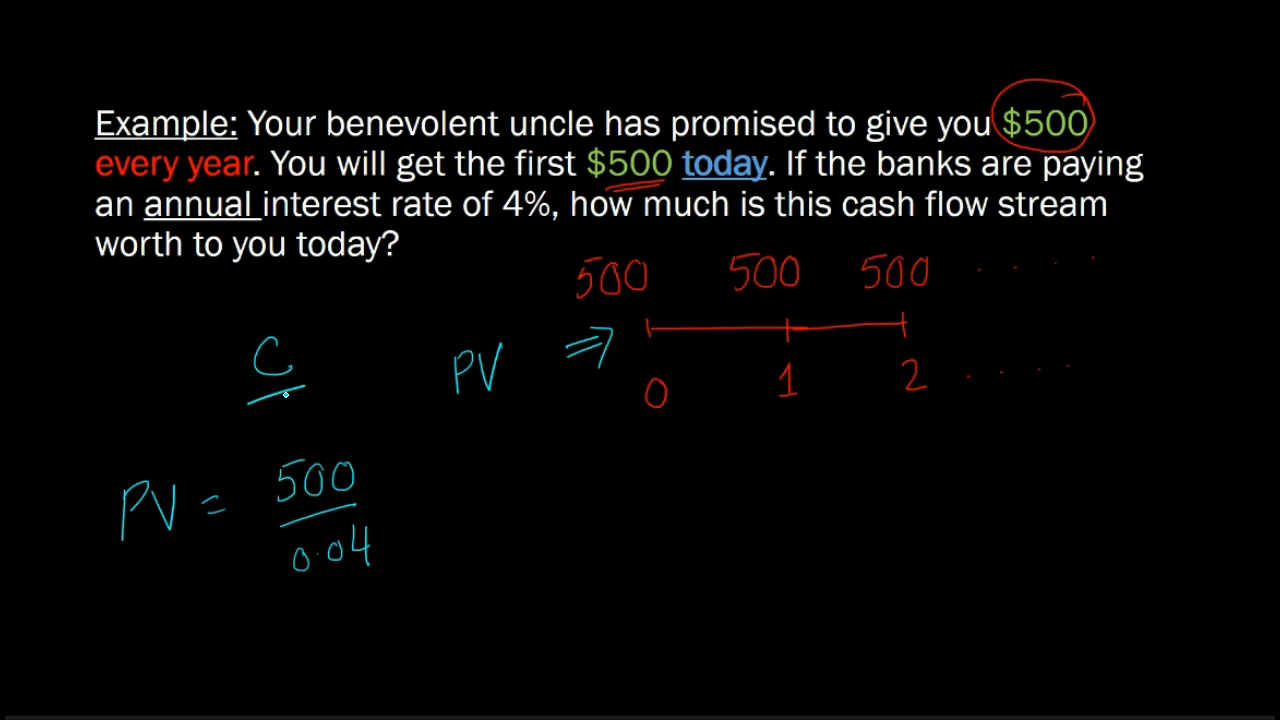 Example: Your benevolent uncle has promised to give you $500
every year. You will get the first $500 today. If the banks are paying
an annual interest rate of 4%, how much is this cash flow stream
worth to you today?
500 500 500 . . . .
C
PV ⇒
0 1 2 . . . .
PV = 500
0.04